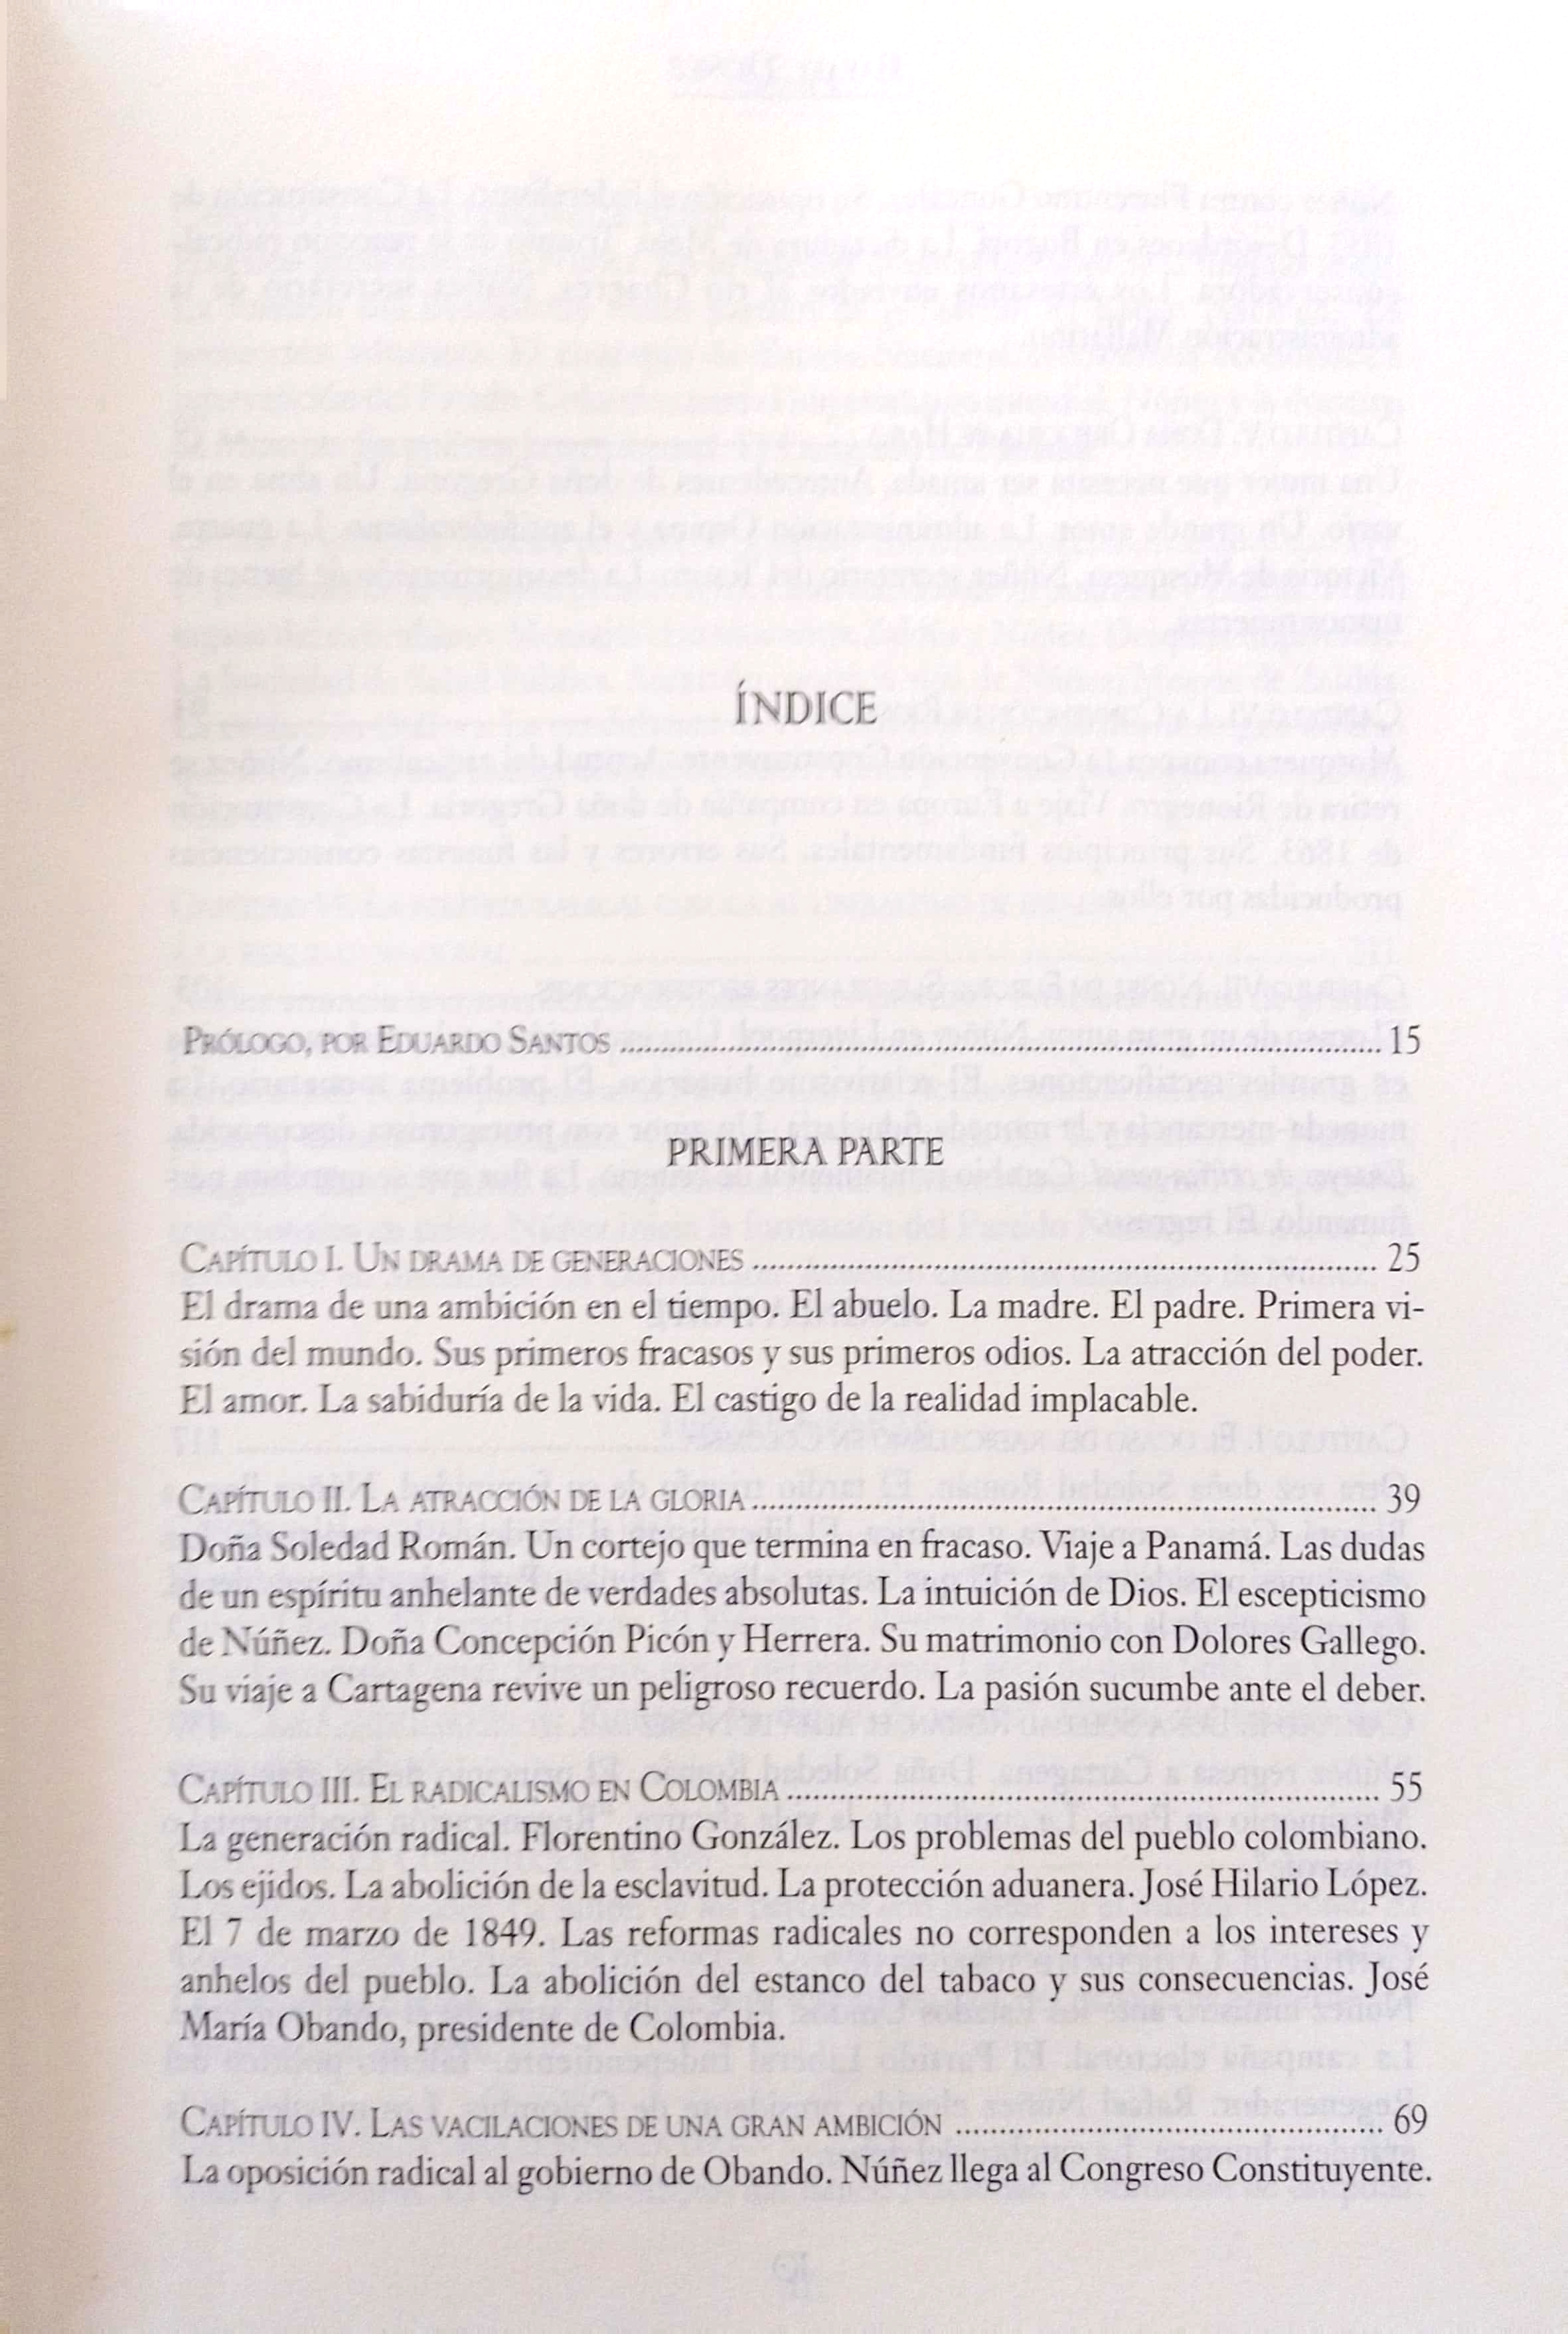 ÍNDICE
PRÓLOGO, POR EDUARDO SANTOS ........ 15
PRIMERA PARTE
CAPÍTULO I. UN DRAMA DE GENERACIONES ........ 25
El drama de una ambición en el tiempo. El abuelo. La madre. El padre. Primera vi-
sión del mundo. Sus primeros fracasos y sus primeros odios. La atracción del poder.
El amor. La sabiduría de la vida. El castigo de la realidad implacable.
CAPÍTULO II. LA ATRACCIÓN DE LA GLORIA ........ 39
Doña Soledad Román. Un cortejo que termina en fracaso. Viaje a Panamá. Las dudas
de un espíritu anhelante de verdades absolutas. La intuición de Dios. El escepticismo
de Núñez. Doña Concepción Picón y Herrera. Su matrimonio con Dolores Gallego.
Su viaje a Cartagena revive un peligroso recuerdo. La pasión sucumbe ante el deber.
CAPÍTULO III. EL RADICALISMO EN COLOMBIA ........ 55
La generación radical. Florentino González. Los problemas del pueblo colombiano.
Los ejidos. La abolición de la esclavitud. La protección aduanera. José Hilario López.
El 7 de marzo de 1849. Las reformas radicales no corresponden a los intereses y
anhelos del pueblo. La abolición del estanco del tabaco y sus consecuencias. José
María Obando, presidente de Colombia.
CAPÍTULO IV. LAS VACILACIONES DE UNA GRAN AMBICIÓN ........ 69
La oposición radical al gobierno de Obando. Núñez llega al Congreso Constituyente.